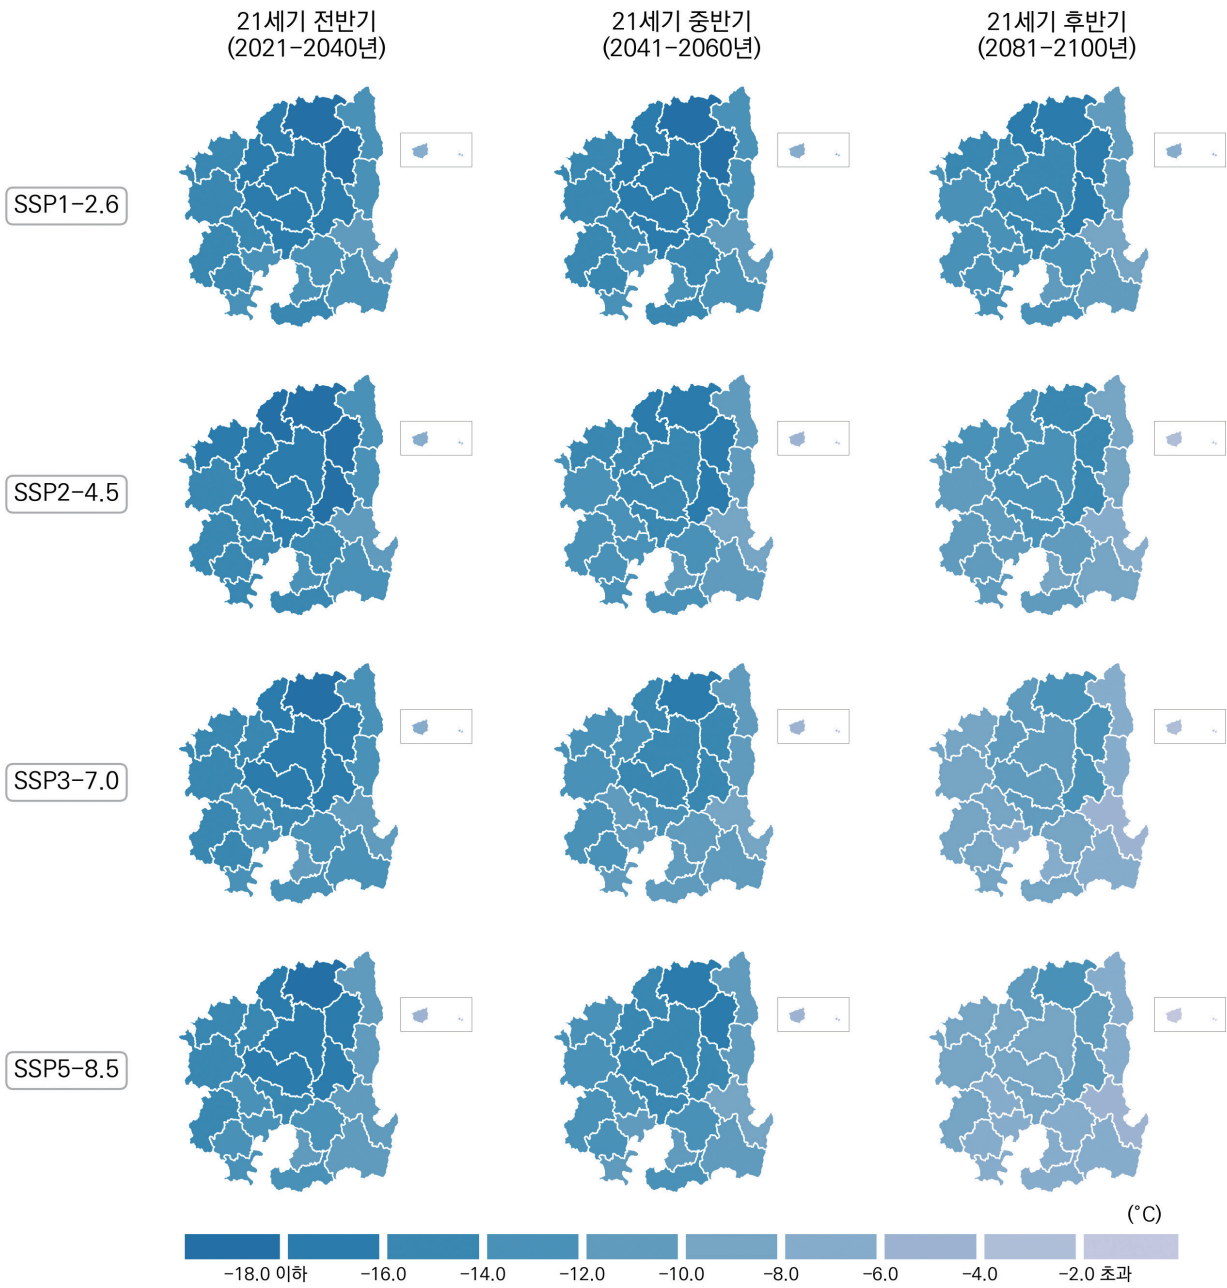 21세기 전반기
(2021-2040년)
21세기 중반기
(2041-2060년)
21세기 후반기
(2081-2100년)
SSP1-2.6
SSP2-4.5
SSP3-7.0
SSP5-8.5
(°C)
-18.0 이하 -16.0 -14.0 -12.0 -10.0 -8.0 -6.0 -4.0 -2.0 초과